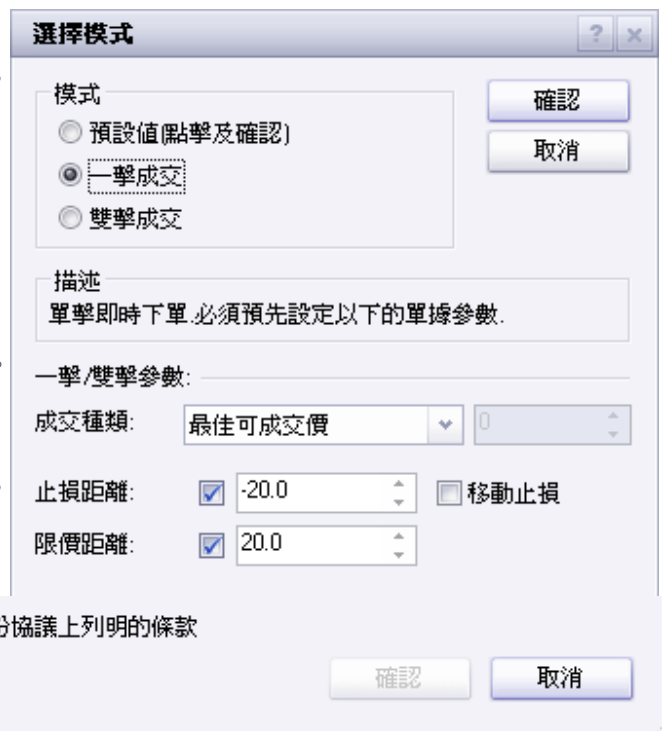 選擇模式
模式
預設值(點擊及確認)
一擊成交
雙擊成交
確認
取消
描述
單擊即時下單.必須預先設定以下的單據參數.
一擊/雙擊參數:
成交種類: 最佳可成交價 0
止損距離: -20.0 移動止損
限價距離: 20.0
份協議上列明的條款
確認 取消